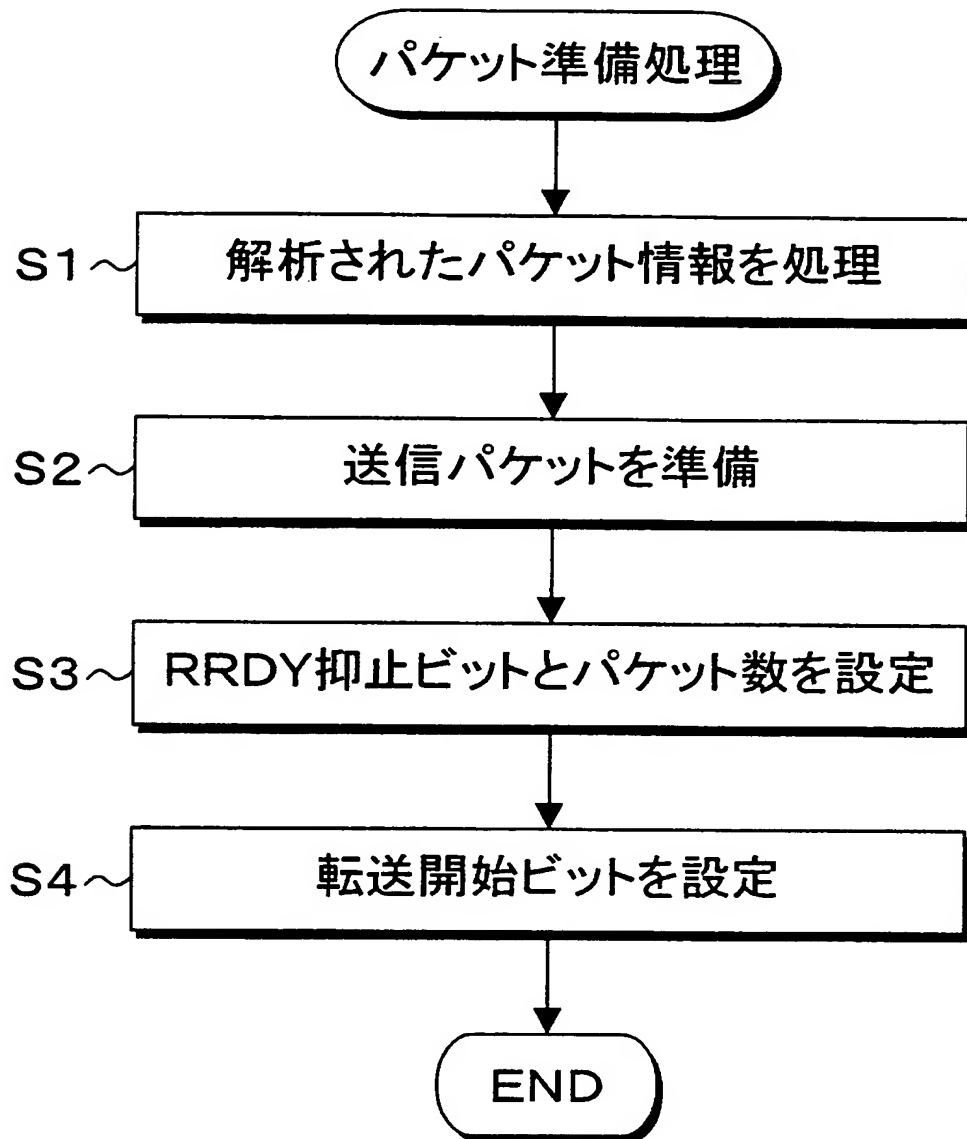 パケット準備処理
S1 解析されたパケット情報を処理
S2 送信パケットを準備
S3 RRDY抑止ビットとパケット数を設定
S4 転送開始ビットを設定
END